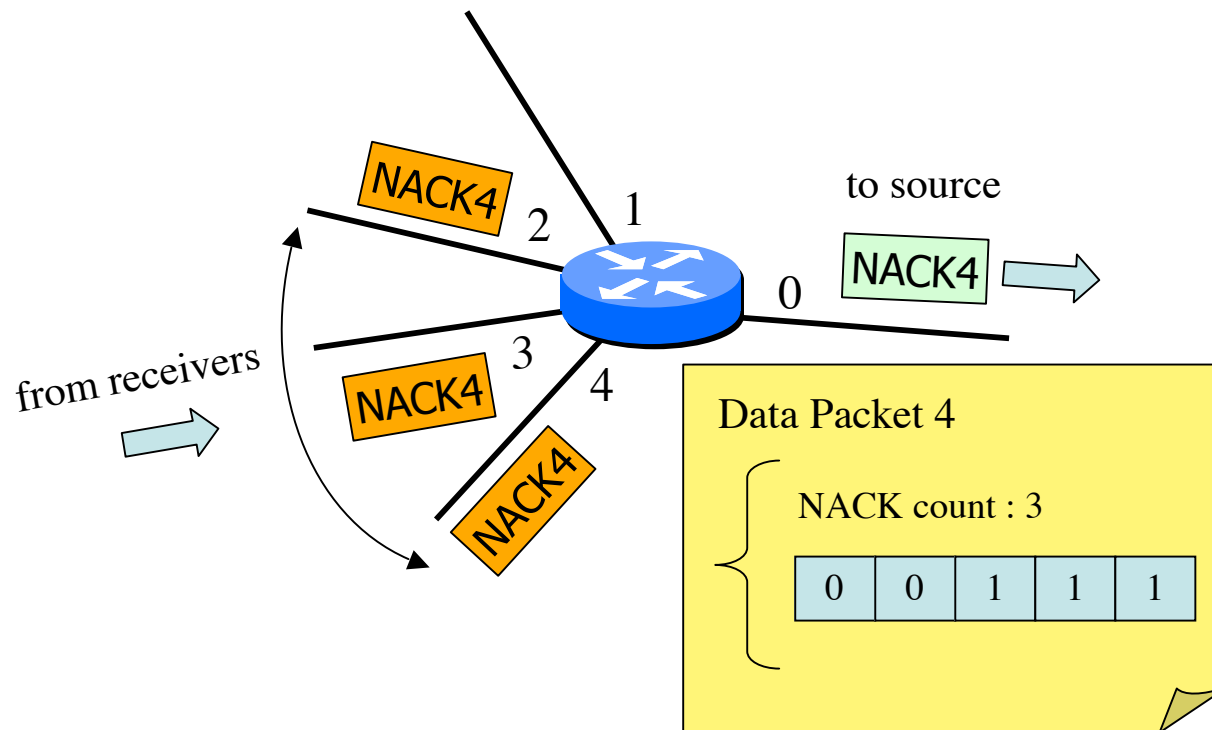 NACK4
1
2
to source
NACK4
0
3
from receivers
NACK4
4
NACK4
Data Packet 4
NACK count : 3
0 0 1 1 1